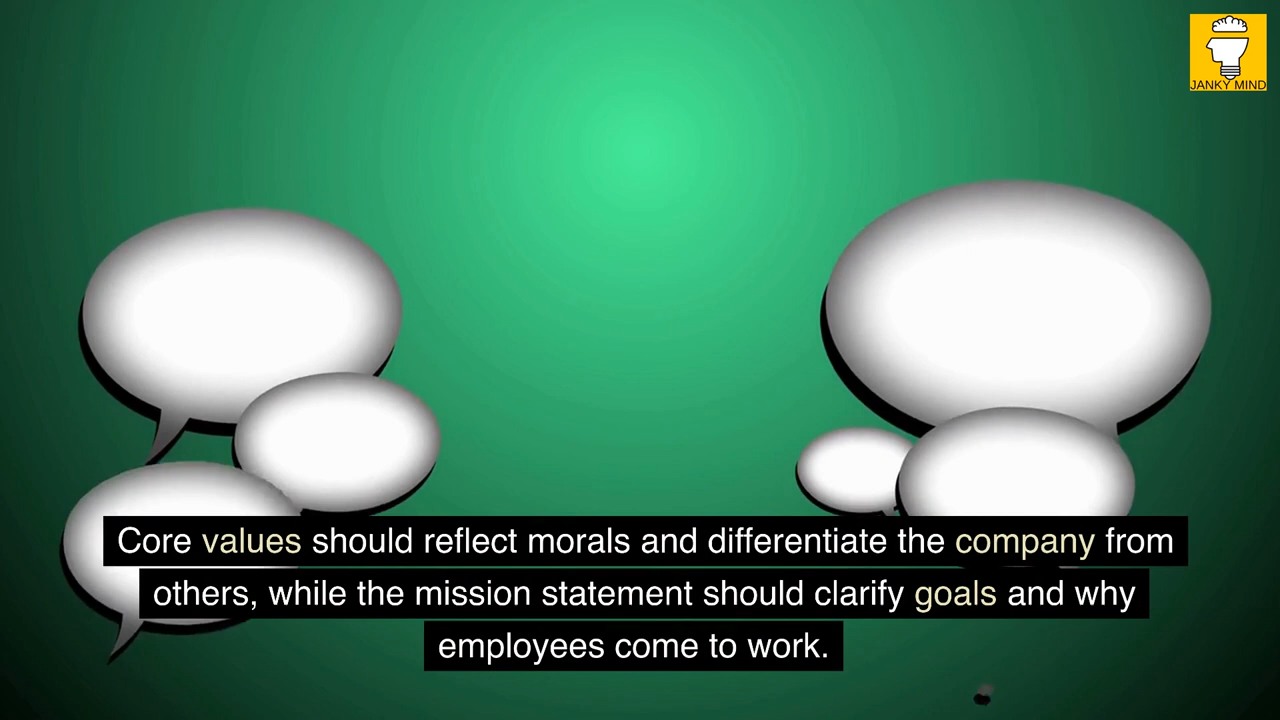 JANKY MIND
Core values should reflect morals and differentiate the company from
others, while the mission statement should clarify goals and why
employees come to work.